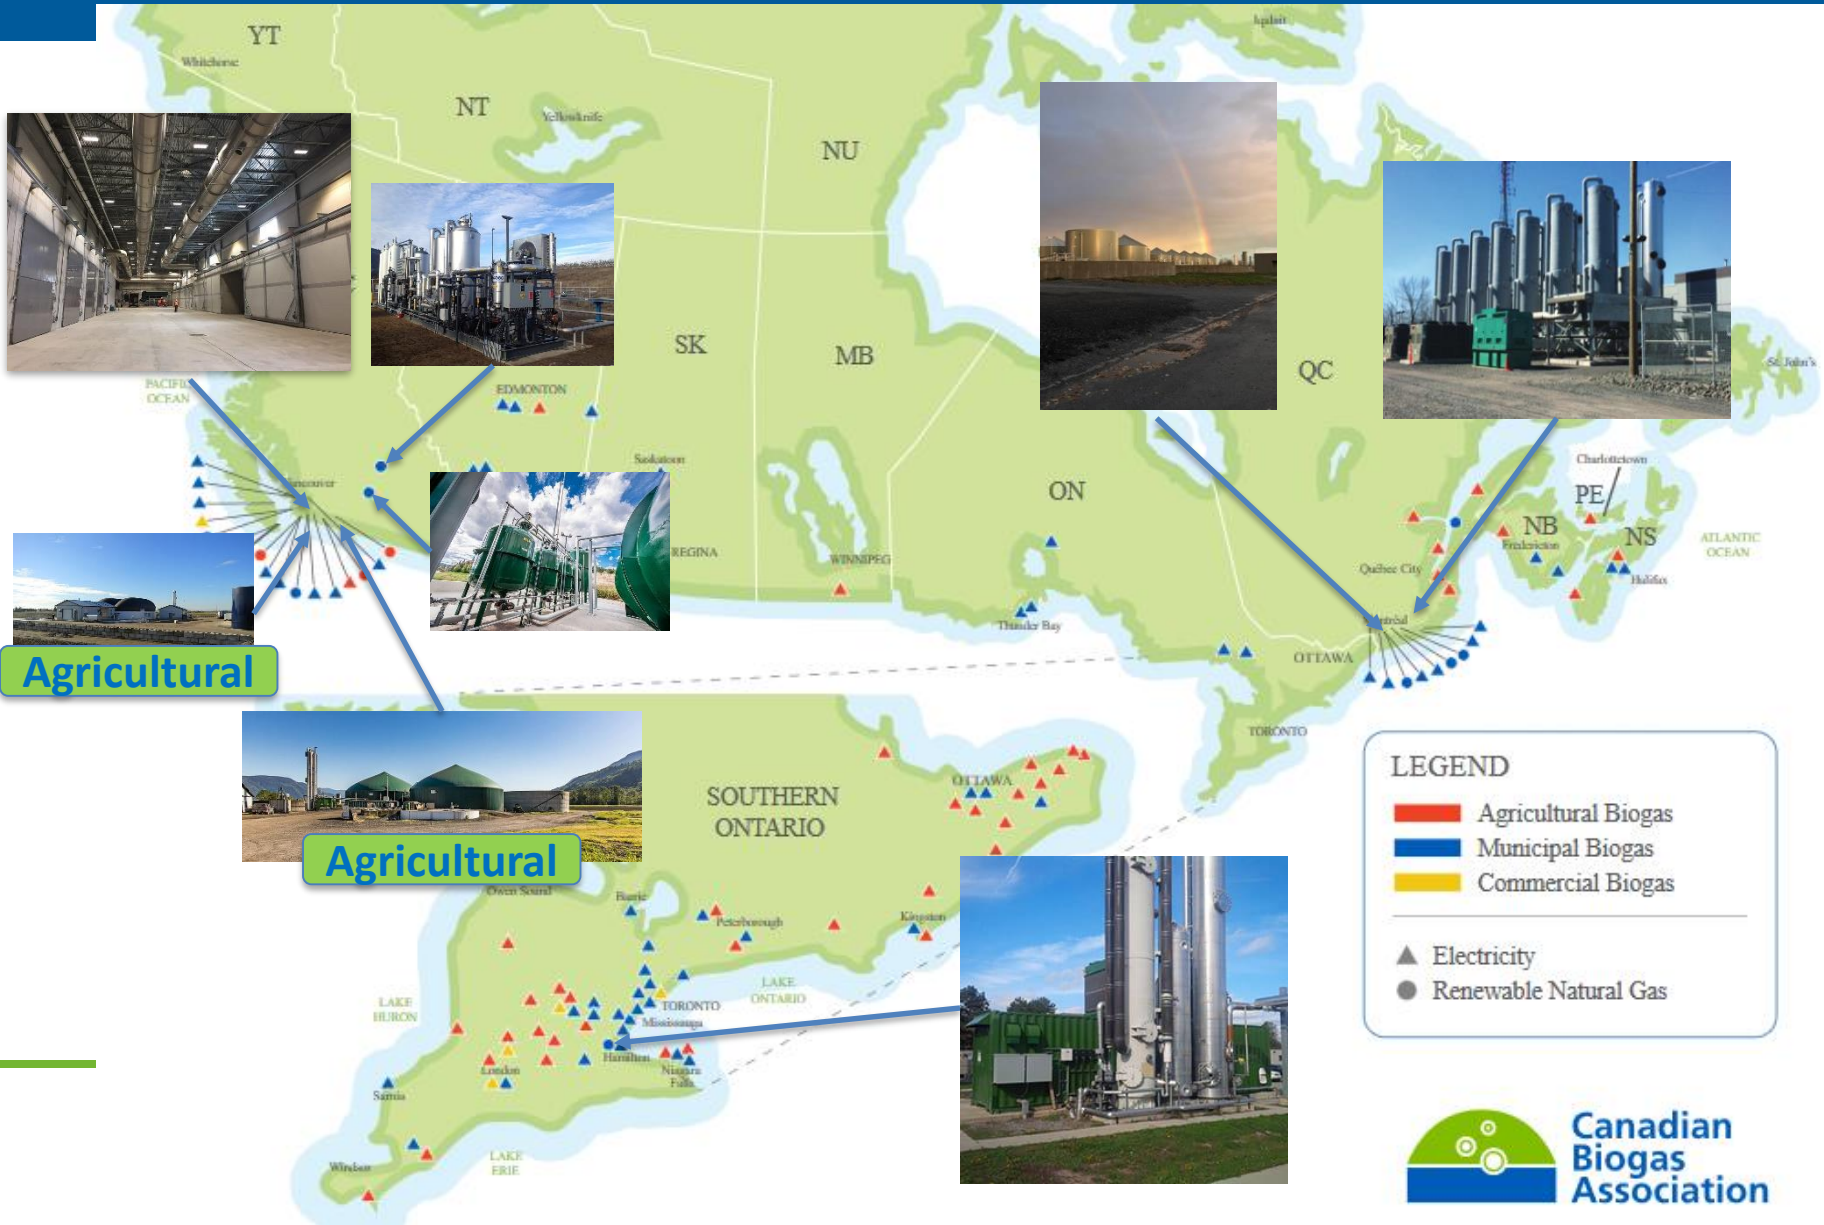 YT
Whitehorse
NT
Yellowknife
NU
Iqaluit
PACIFIC
OCEAN
EDMONTON
SK
MB
QC
St. John's
Vancouver
Saskatoon
REGINA
WINNIPEG
ON
Thunder Bay
Charlottetown
PE
NB
Fredericton
NS
Halifax
ATLANTIC
OCEAN
Québec City
OTTAWA
TORONTO
Agricultural
SOUTHERN
ONTARIO
OTTAWA
Agricultural
Owen Sound
Barrie
Peterborough
Kingston
LAKE
HURON
LAKE
ONTARIO
TORONTO
Mississauga
Hamilton
Niagara
Falls
London
Sarnia
Windsor
LAKE
ERIE
LEGEND
Agricultural Biogas
Municipal Biogas
Commercial Biogas
Electricity
Renewable Natural Gas
Canadian
Biogas
Association